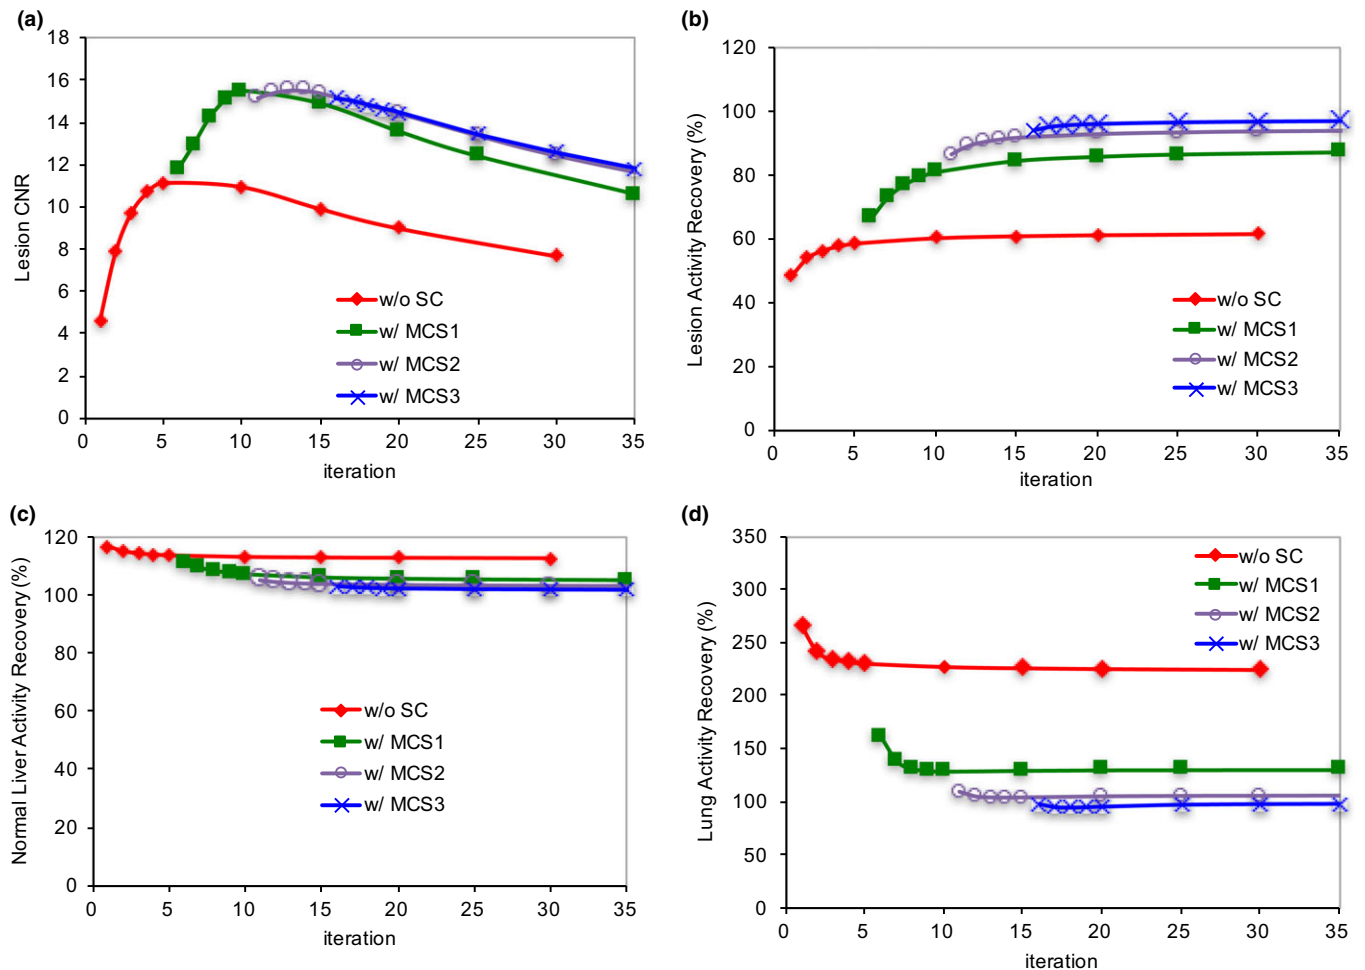 (a)
18
16
14
12
10
8
6
4
2
0
Lesion CNR
w/o SC
w/ MCS1
w/ MCS2
w/ MCS3
0 5 10 15 20 25 30 35
iteration
(b)
120
100
80
60
40
20
0
Lesion Activity Recovery (%)
w/o SC
w/ MCS1
w/ MCS2
w/ MCS3
0 5 10 15 20 25 30 35
iteration
(c)
120
100
80
60
40
20
0
Normal Liver Activity Recovery (%)
w/o SC
w/ MCS1
w/ MCS2
w/ MCS3
0 5 10 15 20 25 30 35
iteration
(d)
350
300
250
200
150
100
50
0
Lung Activity Recovery (%)
w/o SC
w/ MCS1
w/ MCS2
w/ MCS3
0 5 10 15 20 25 30 35
iteration